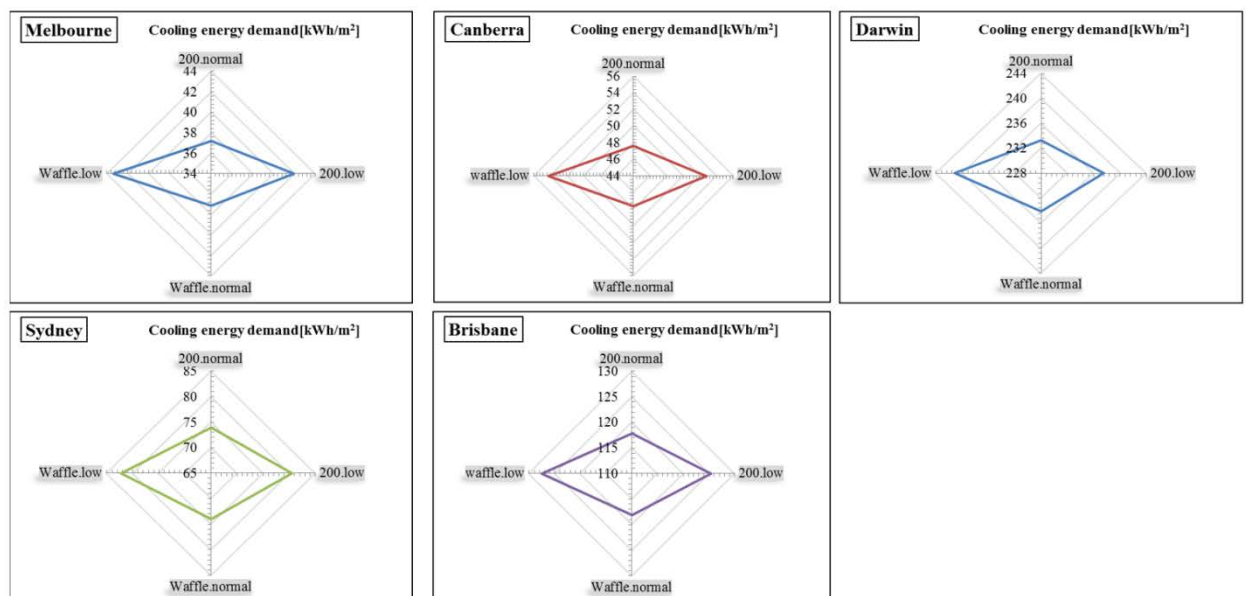 Melbourne
Cooling energy demand[kWh/m²]
200.normal
44
42
40
38
36
34
Waffle.low
200.low
Waffle.normal
Canberra
Cooling energy demand[kWh/m²]
200.normal
56
54
52
50
48
46
44
waffle.low
200.low
Waffle.normal
Darwin
Cooling energy demand[kWh/m²]
200.normal
244
240
236
232
228
Waffle.low
200.low
Waffle.normal
Sydney
Cooling energy demand[kWh/m²]
200.normal
85
80
75
70
65
Waffle.low
200.low
Waffle.normal
Brisbane
Cooling energy demand[kWh/m²]
200.normal
130
125
120
115
110
waffle.low
200.low
Waffle.normal